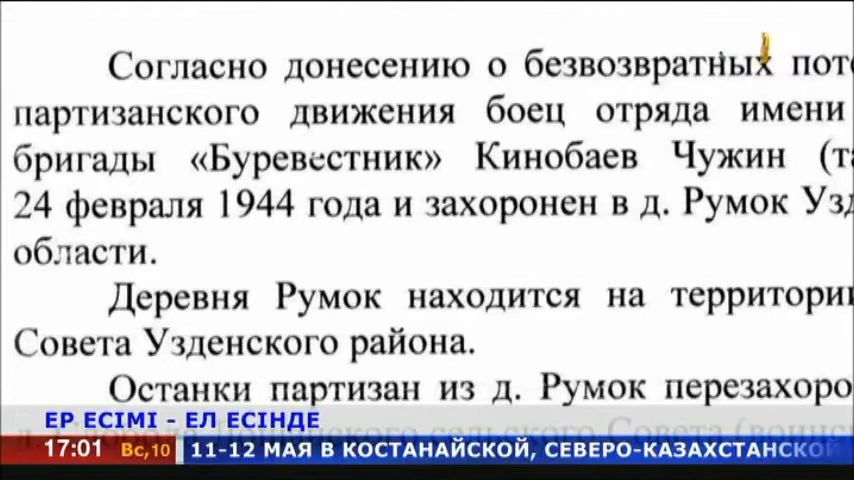 Согласно донесению о безвозвратных
партизанского движения боец отряда имени
бригады «Буревестник» Кинобаев Чужин
24 февраля 1944 года и захоронен в д. Румок
области.
Деревня Румок находится на
Совета Узденского района.
Останки партизан из д. Румок
ЕР ЕСІМІ - ЕЛ ЕСІНДЕ
сельского Совета
17:01 Вс,10 11-12 МАЯ В КОСТАНАЙСКОЙ, СЕВЕРО-КАЗАХСТАНСКОЙ